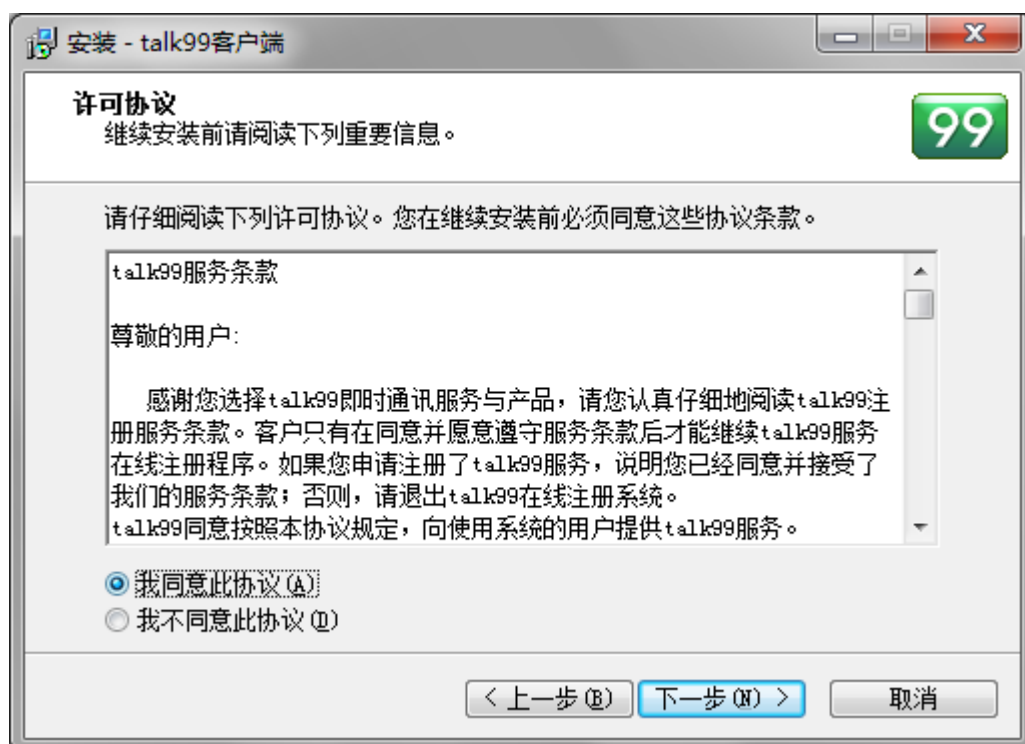 安装 - talk99客户端
许可协议
继续安装前请阅读下列重要信息。
99
请仔细阅读下列许可协议。您在继续安装前必须同意这些协议条款。
talk99服务条款
尊敬的用户:
感谢您选择talk99即时通讯服务与产品，请您认真仔细地阅读talk99注
册服务条款。客户只有在同意并愿意遵守服务条款后才能继续talk99服务
在线注册程序。如果您申请注册了talk99服务，说明您已经同意并接受了
我们的服务条款；否则，请退出talk99在线注册系统。
talk99同意按照本协议规定，向使用系统的用户提供talk99服务。
我同意此协议(A)
我不同意此协议(D)
< 上一步(B)
下一步(N) >
取消